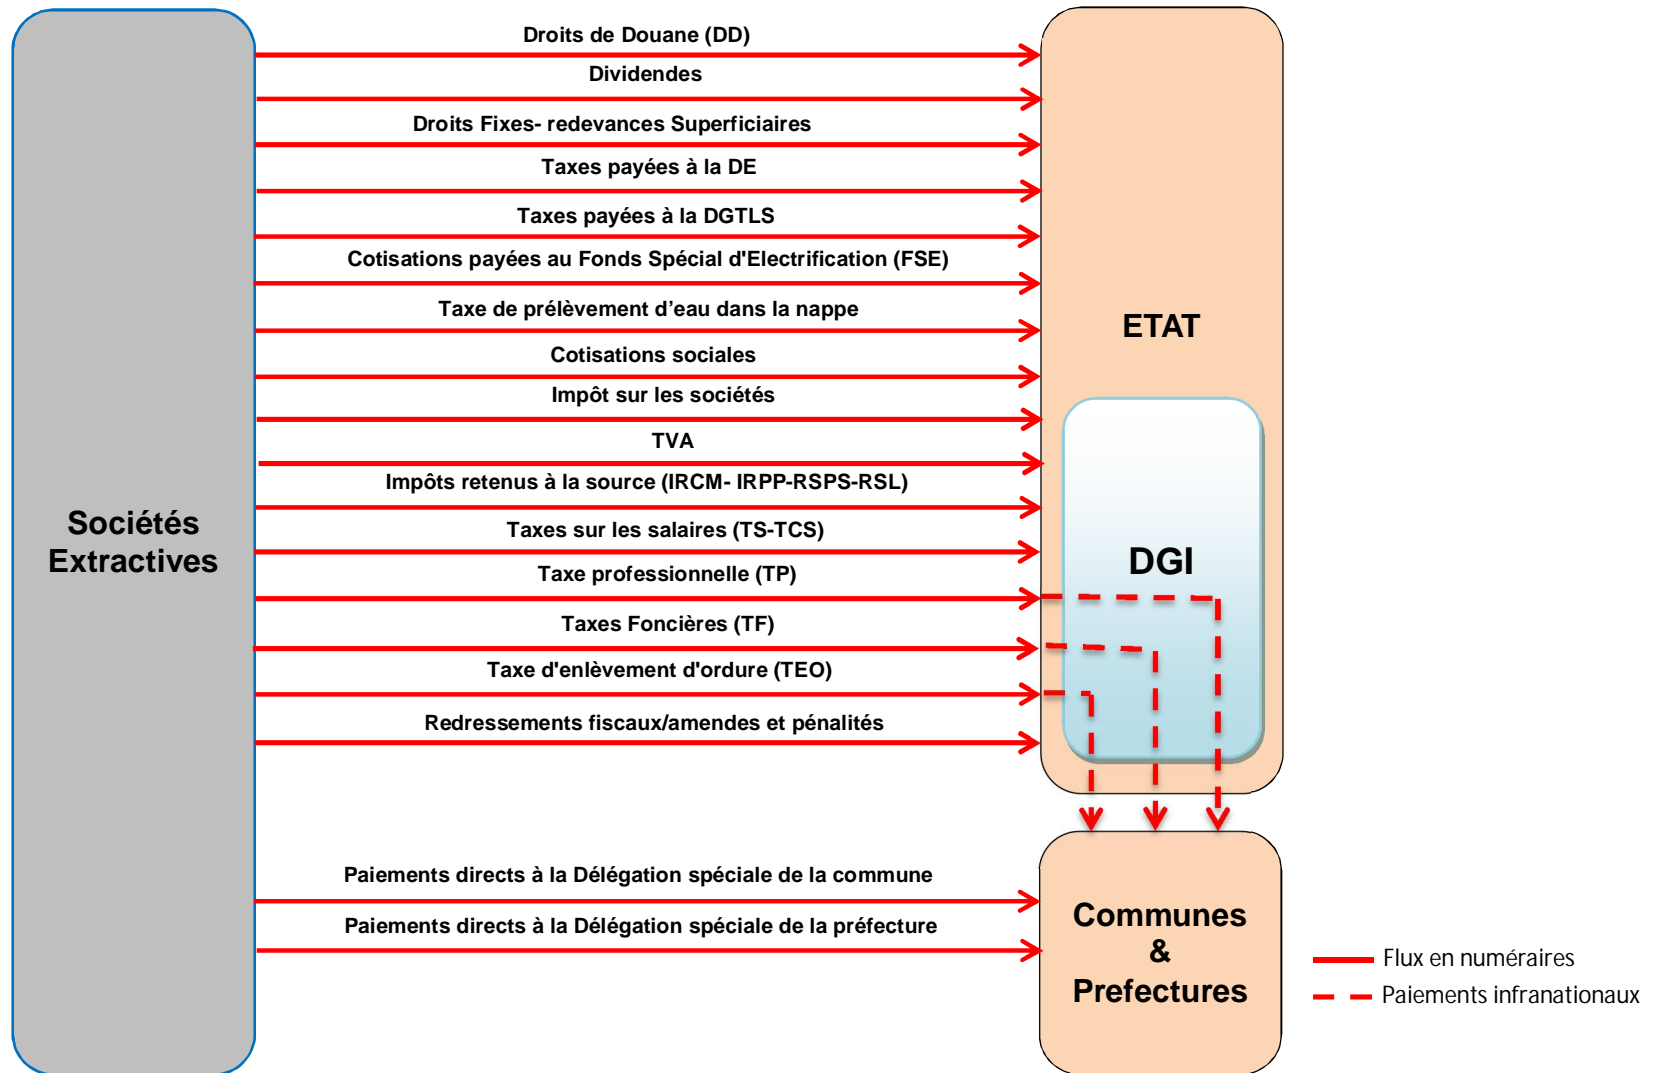 Droits de Douane (DD)
Dividendes
Droits Fixes- redevances Superficiaires
Taxes payées à la DE
Taxes payées à la DGTLS
Cotisations payées au Fonds Spécial d'Electrification (FSE)
Taxe de prélèvement d’eau dans la nappe
Cotisations sociales
Impôt sur les sociétés
TVA
Impôts retenus à la source (IRCM- IRPP-RSPS-RSL)
Taxes sur les salaires (TS-TCS)
Taxe professionnelle (TP)
Taxes Foncières (TF)
Taxe d'enlèvement d'ordure (TEO)
Redressements fiscaux/amendes et pénalités
Paiements directs à la Délégation spéciale de la commune
Paiements directs à la Délégation spéciale de la préfecture
Sociétés
Extractives
ETAT
DGI
Communes
&
Prefectures
Flux en numéraires
Paiements infranationaux